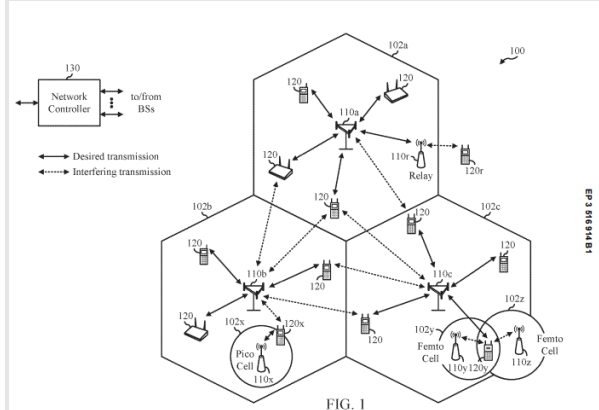 102a
100
130
Network
Controller
to/from
BSs
Desired transmission
Interfering transmission
120
120
110a
120
110r
Relay
120r
120
120
102b
102c
120
110b
120
110c
120
120
102x
120x
Pico
Cell
110x
120
102y
Femto
Cell
110y
120y
102z
110z
Femto
Cell
FIG. 1
EP 3 516 914 B1